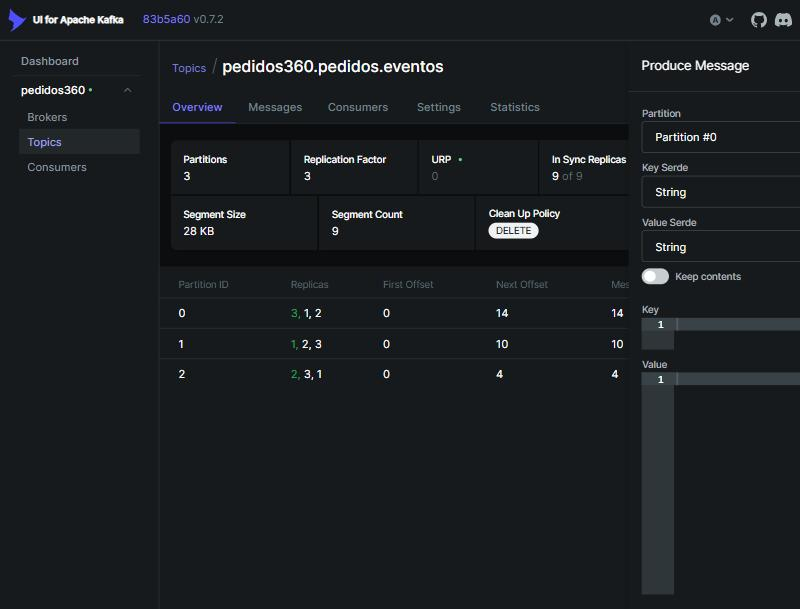 UI for Apache Kafka 83b5a60 v0.7.2 A
Dashboard
pedidos360
Brokers
Topics
Consumers
Topics / pedidos360.pedidos.eventos
Overview Messages Consumers Settings Statistics
Partitions Replication Factor URP In Sync Replicas
3 3 0 9 of 9
Segment Size Segment Count Clean Up Policy
28 KB 9 DELETE
Partition ID Replicas First Offset Next Offset Mes
0 3, 1, 2 0 14 14
1 1, 2, 3 0 10 10
2 2, 3, 1 0 4 4
Produce Message
Partition
Partition #0
Key Serde
String
Value Serde
String
Keep contents
Key
1
Value
1